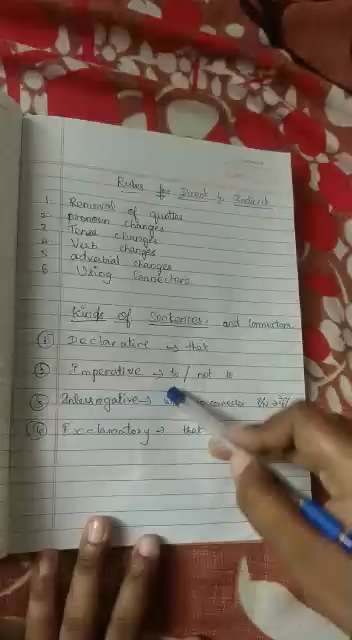 Rules for Direct to Indirect
1. Removal of quotes
2 pronoun changes
3 Tense changes
4 Verb changes
5 adverbial changes
6 Using Connectors
Kinds of Sentences, and connectors
① Declarative → that
② Imperative → to / not to
③ Interrogative → connector
④ Exclamatory → that